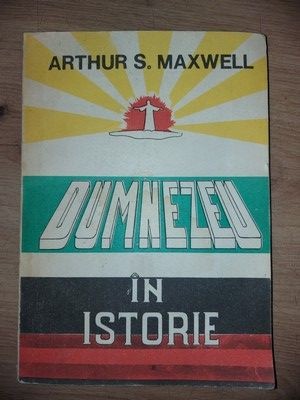 ARTHUR S. MAXWELL
DUMNEZEU
ÎN
ISTORIE